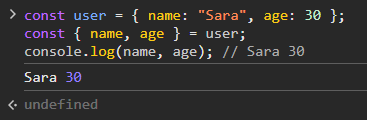 > const user = { name: "Sara", age: 30 };
const { name, age } = user;
console.log(name, age); // Sara 30
Sara 30
undefined